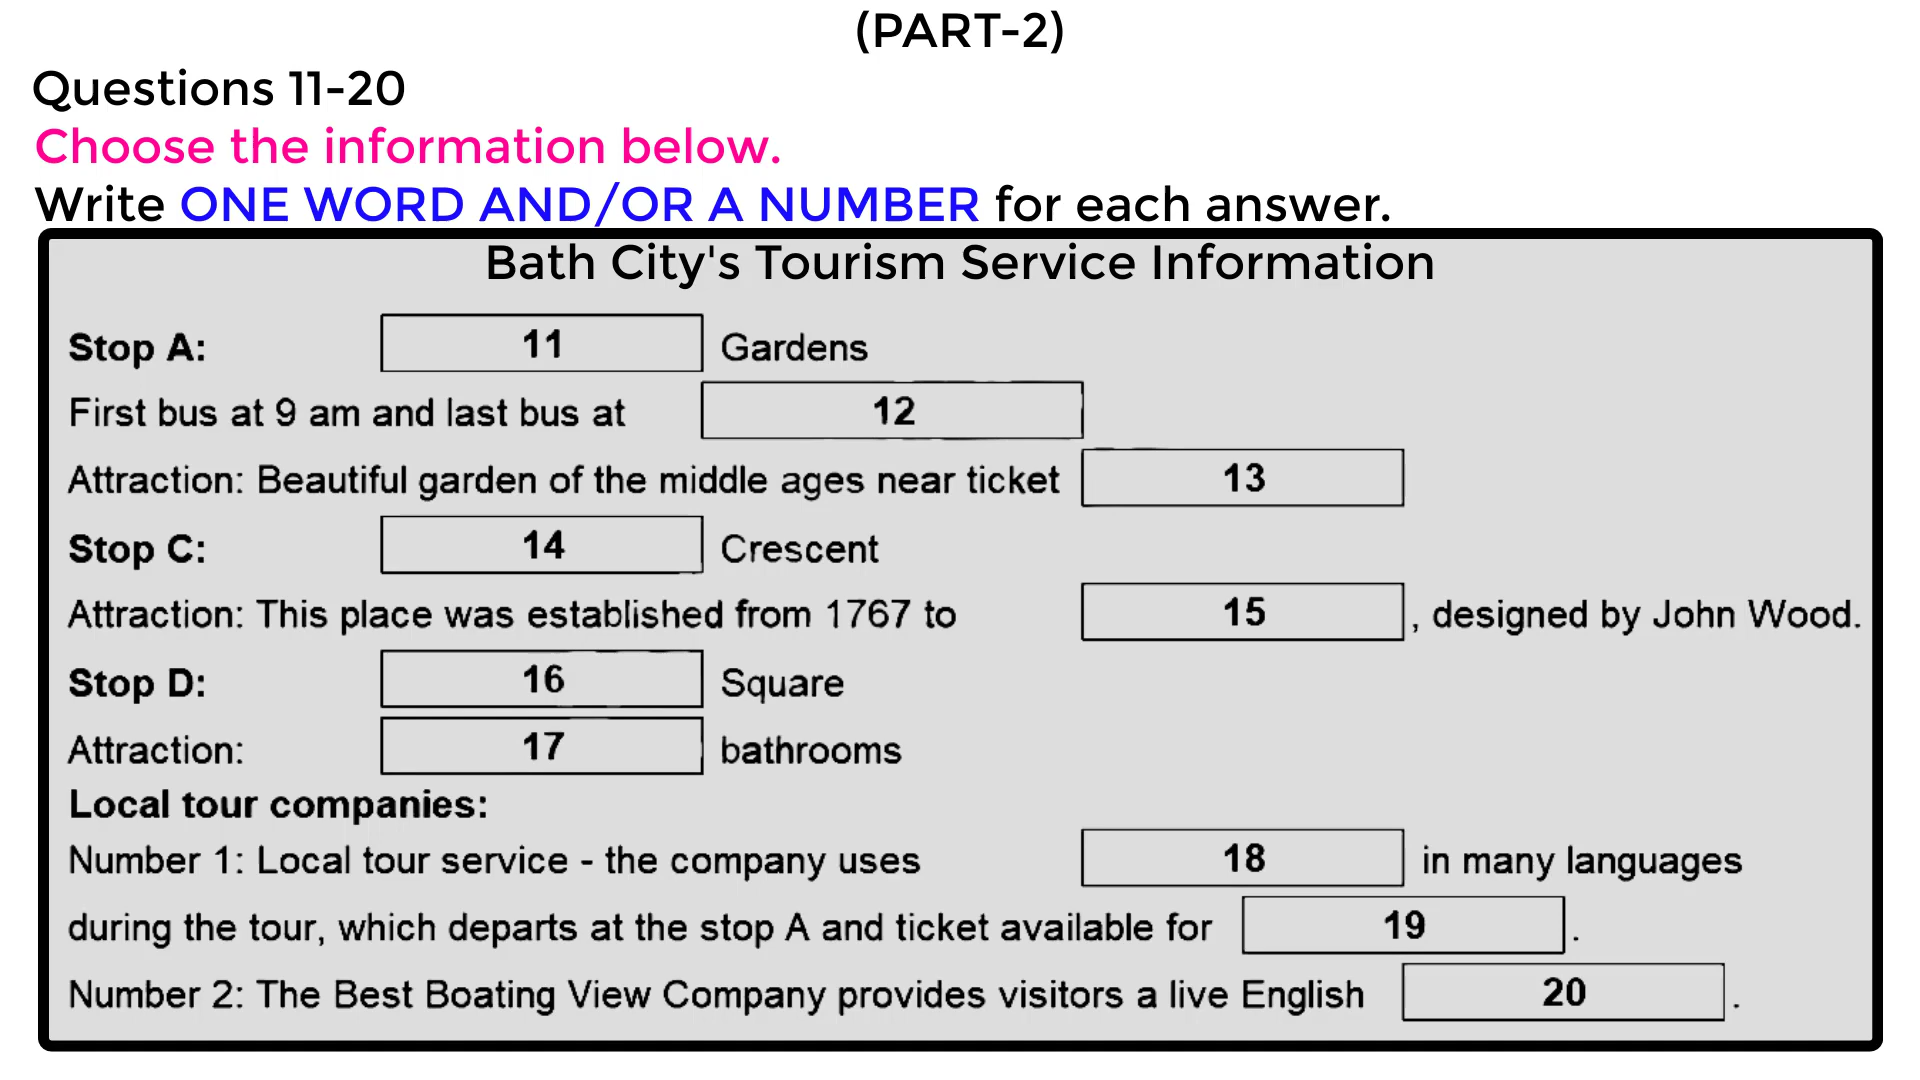 (PART-2)
Questions 11-20
Choose the information below.
Write ONE WORD AND/OR A NUMBER for each answer.
Bath City's Tourism Service Information
Stop A: 11 Gardens
First bus at 9 am and last bus at 12
Attraction: Beautiful garden of the middle ages near ticket 13
Stop C: 14 Crescent
Attraction: This place was established from 1767 to 15 , designed by John Wood.
Stop D: 16 Square
Attraction: 17 bathrooms
Local tour companies:
Number 1: Local tour service - the company uses 18 in many languages
during the tour, which departs at the stop A and ticket available for 19 .
Number 2: The Best Boating View Company provides visitors a live English 20 .